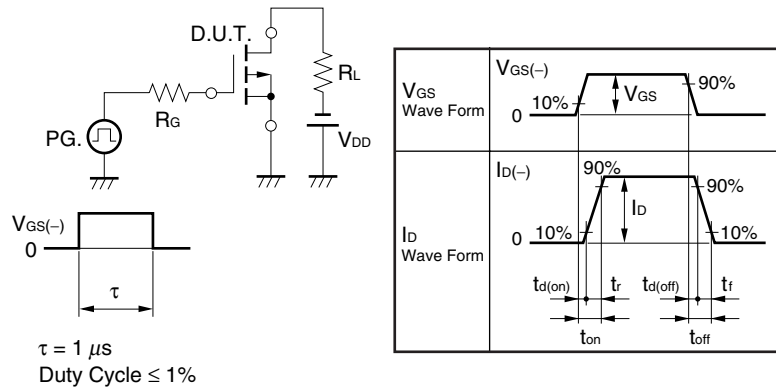 D.U.T.
RL
RG
PG.
VDD
VGS(−)
0
τ
τ = 1 μs
Duty Cycle ≤ 1%
VGS
Wave Form
VGS(−)
10%
0
VGS
90%
ID
Wave Form
ID(−)
90%
90%
ID
10%
0
10%
td(on)
tr
td(off)
tf
ton
toff